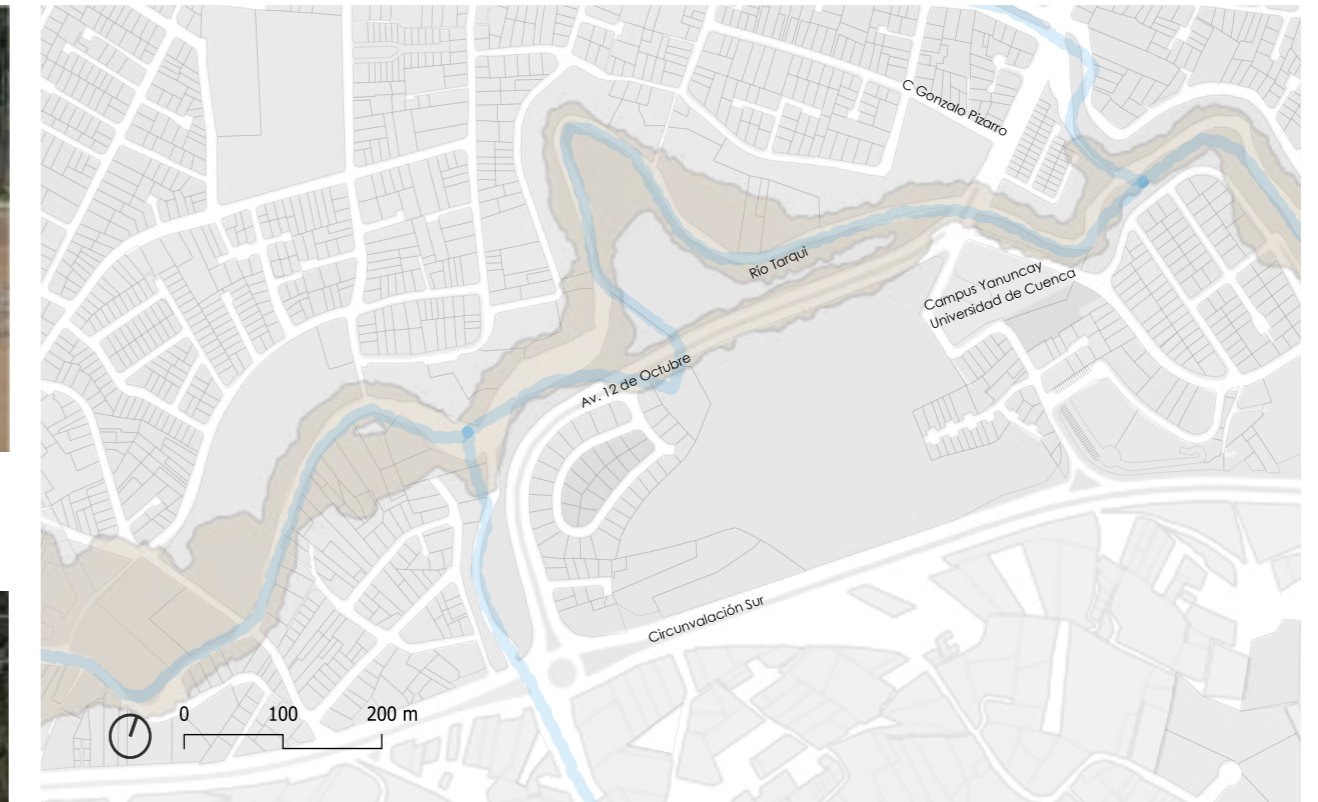 C Gonzalo Pizarro
Río Tarqui
Campus Yanuncay
Universidad de Cuenca
Av. 12 de Octubre
Circunvalación Sur
0 100 200 m